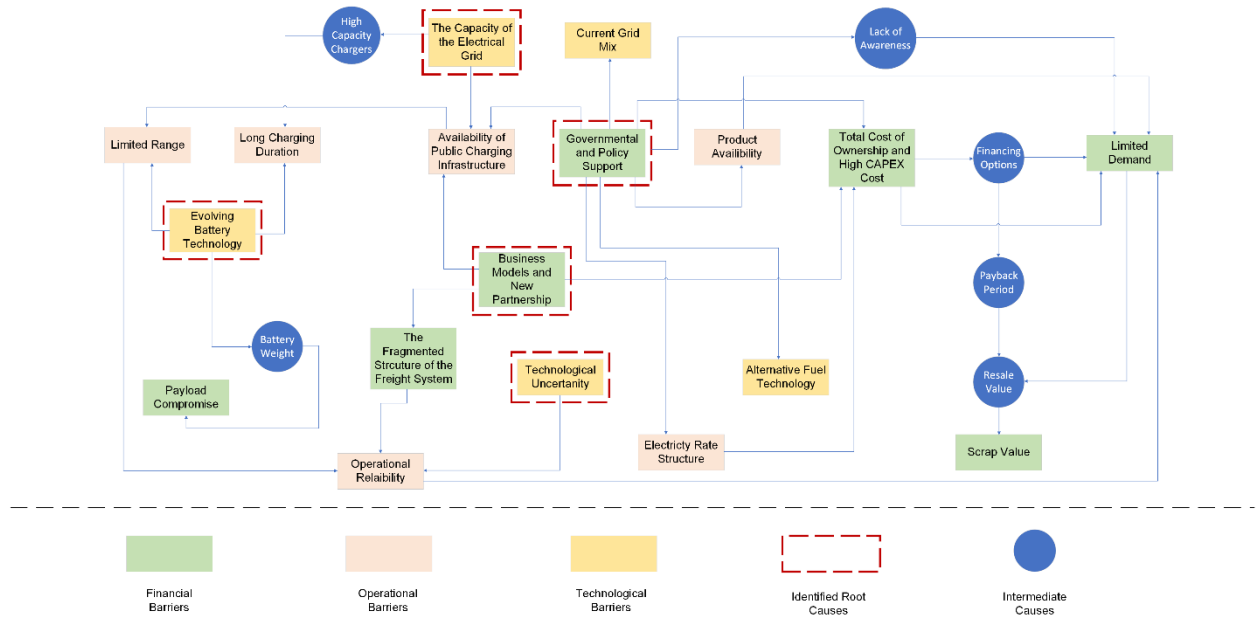 High
Capacity
Chargers
The Capacity of
the Electrical
Grid
Current Grid
Mix
Lack of
Awareness
Limited Range
Long Charging
Duration
Availability of
Public Charging
Infrastructure
Governmental
and Policy
Support
Product
Availibility
Total Cost of
Ownership and
High CAPEX
Cost
Financing
Options
Limited
Demand
Evolving
Battery
Technology
Business
Models and
New
Partnership
Payback
Period
Battery
Weight
The
Fragmented
Strcuture of the
Freight System
Technological
Uncertanity
Alternative Fuel
Technology
Resale
Value
Payload
Compromise
Operational
Relaibility
Electricty Rate
Structure
Scrap Value
Financial
Barriers
Operational
Barriers
Technological
Barriers
Identified Root
Causes
Intermediate
Causes